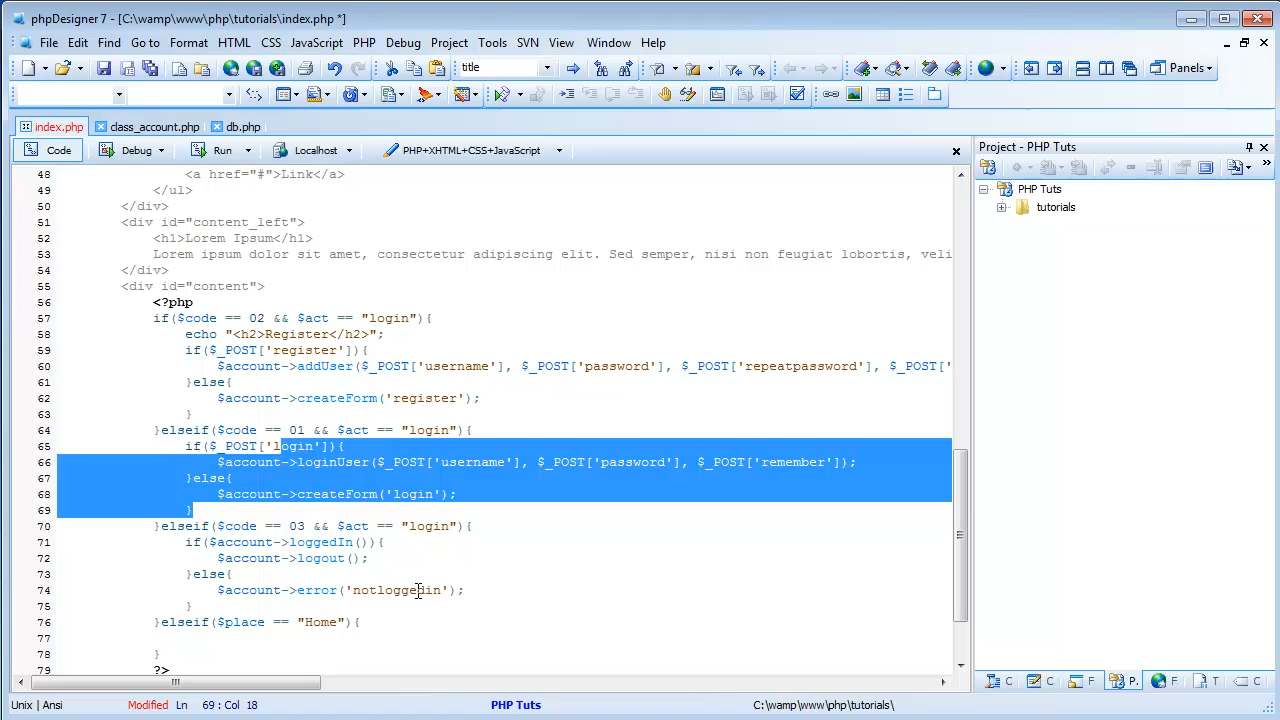 phpDesigner 7 - [C:\wamp\www\php\tutorials\index.php *]
File Edit Find Go to Format HTML CSS JavaScript PHP Debug Project Tools SVN View Window Help
title
Panels
index.php class_account.php db.php
Code Debug Run Localhost PHP+XHTML+CSS+JavaScript
Project - PHP Tuts
PHP Tuts
tutorials
48 <a href="#">Link</a>
49 </ul>
50 </div>
51 <div id="content_left">
52 <h1>Lorem Ipsum</h1>
53 Lorem ipsum dolor sit amet, consectetur adipiscing elit. Sed semper, nisi non feugiat lobortis, veli
54 </div>
55 <div id="content">
56 <?php
57 if($code == 02 && $act == "login"){
58 echo "<h2>Register</h2>";
59 if($_POST['register']){
60 $account->addUser($_POST['username'], $_POST['password'], $_POST['repeatpassword'], $_POST['
61 }else{
62 $account->createForm('register');
63 }
64 }elseif($code == 01 && $act == "login"){
65 if($_POST['login']){
66 $account->loginUser($_POST['username'], $_POST['password'], $_POST['remember']);
67 }else{
68 $account->createForm('login');
69 }
70 }elseif($code == 03 && $act == "login"){
71 if($account->loggedIn()){
72 $account->logout();
73 }else{
74 $account->error('notloggedin');
75 }
76 }elseif($place == "Home"){
77
78 }
79 ?>
C C F P. F T C
Unix | Ansi Modified Ln 69 : Col 18 PHP Tuts C:\wamp\www\php\tutorials\